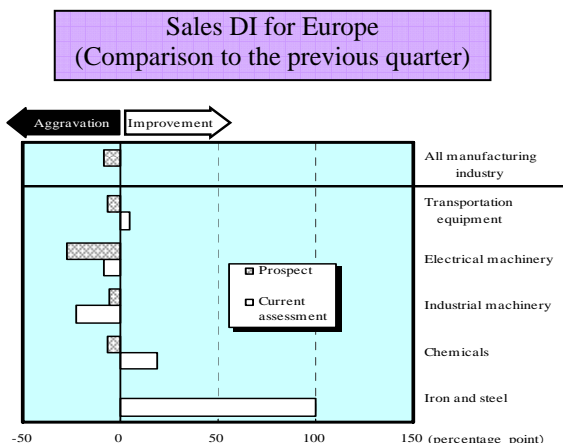 Sales DI for Europe
(Comparison to the previous quarter)
Aggravation Improvement
All manufacturing
industry
Transportation
equipment
Electrical machinery
Prospect
Current
assessment
Industrial machinery
Chemicals
Iron and steel
-50 0 50 100 150 (percentage point)